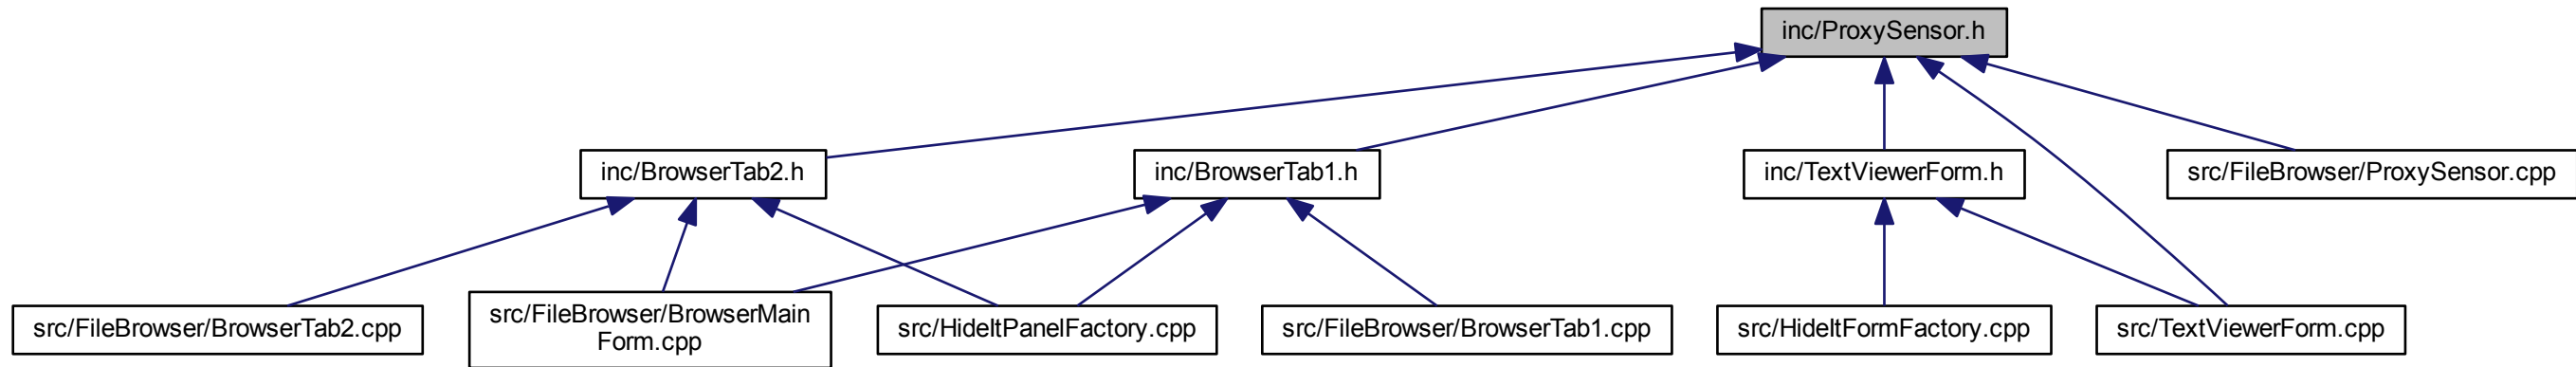 inc/ProxySensor.h
inc/BrowserTab2.h
inc/BrowserTab1.h
inc/TextViewerForm.h
src/FileBrowser/ProxySensor.cpp
src/FileBrowser/BrowserTab2.cpp
src/FileBrowser/BrowserMain
Form.cpp
src/HideItPanelFactory.cpp
src/FileBrowser/BrowserTab1.cpp
src/HideItFormFactory.cpp
src/TextViewerForm.cpp